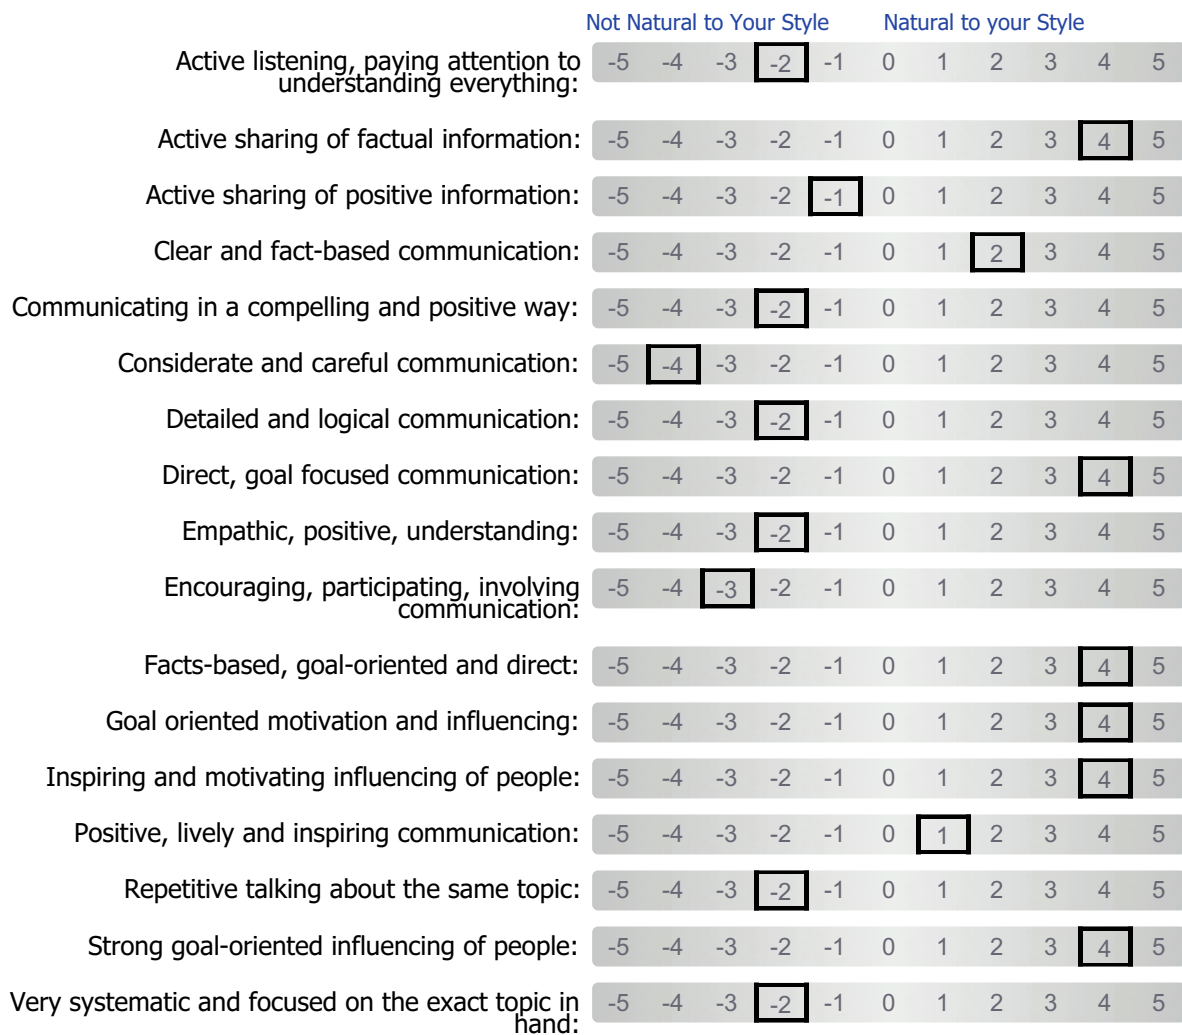 Not Natural to Your Style Natural to your Style
Active listening, paying attention to
understanding everything:
-5 -4 -3 -2 -1 0 1 2 3 4 5
Active sharing of factual information: -5 -4 -3 -2 -1 0 1 2 3 4 5
Active sharing of positive information: -5 -4 -3 -2 -1 0 1 2 3 4 5
Clear and fact-based communication: -5 -4 -3 -2 -1 0 1 2 3 4 5
Communicating in a compelling and positive way: -5 -4 -3 -2 -1 0 1 2 3 4 5
Considerate and careful communication: -5 -4 -3 -2 -1 0 1 2 3 4 5
Detailed and logical communication: -5 -4 -3 -2 -1 0 1 2 3 4 5
Direct, goal focused communication: -5 -4 -3 -2 -1 0 1 2 3 4 5
Empathic, positive, understanding: -5 -4 -3 -2 -1 0 1 2 3 4 5
Encouraging, participating, involving
communication:
-5 -4 -3 -2 -1 0 1 2 3 4 5
Facts-based, goal-oriented and direct: -5 -4 -3 -2 -1 0 1 2 3 4 5
Goal oriented motivation and influencing: -5 -4 -3 -2 -1 0 1 2 3 4 5
Inspiring and motivating influencing of people: -5 -4 -3 -2 -1 0 1 2 3 4 5
Positive, lively and inspiring communication: -5 -4 -3 -2 -1 0 1 2 3 4 5
Repetitive talking about the same topic: -5 -4 -3 -2 -1 0 1 2 3 4 5
Strong goal-oriented influencing of people: -5 -4 -3 -2 -1 0 1 2 3 4 5
Very systematic and focused on the exact topic in
hand:
-5 -4 -3 -2 -1 0 1 2 3 4 5